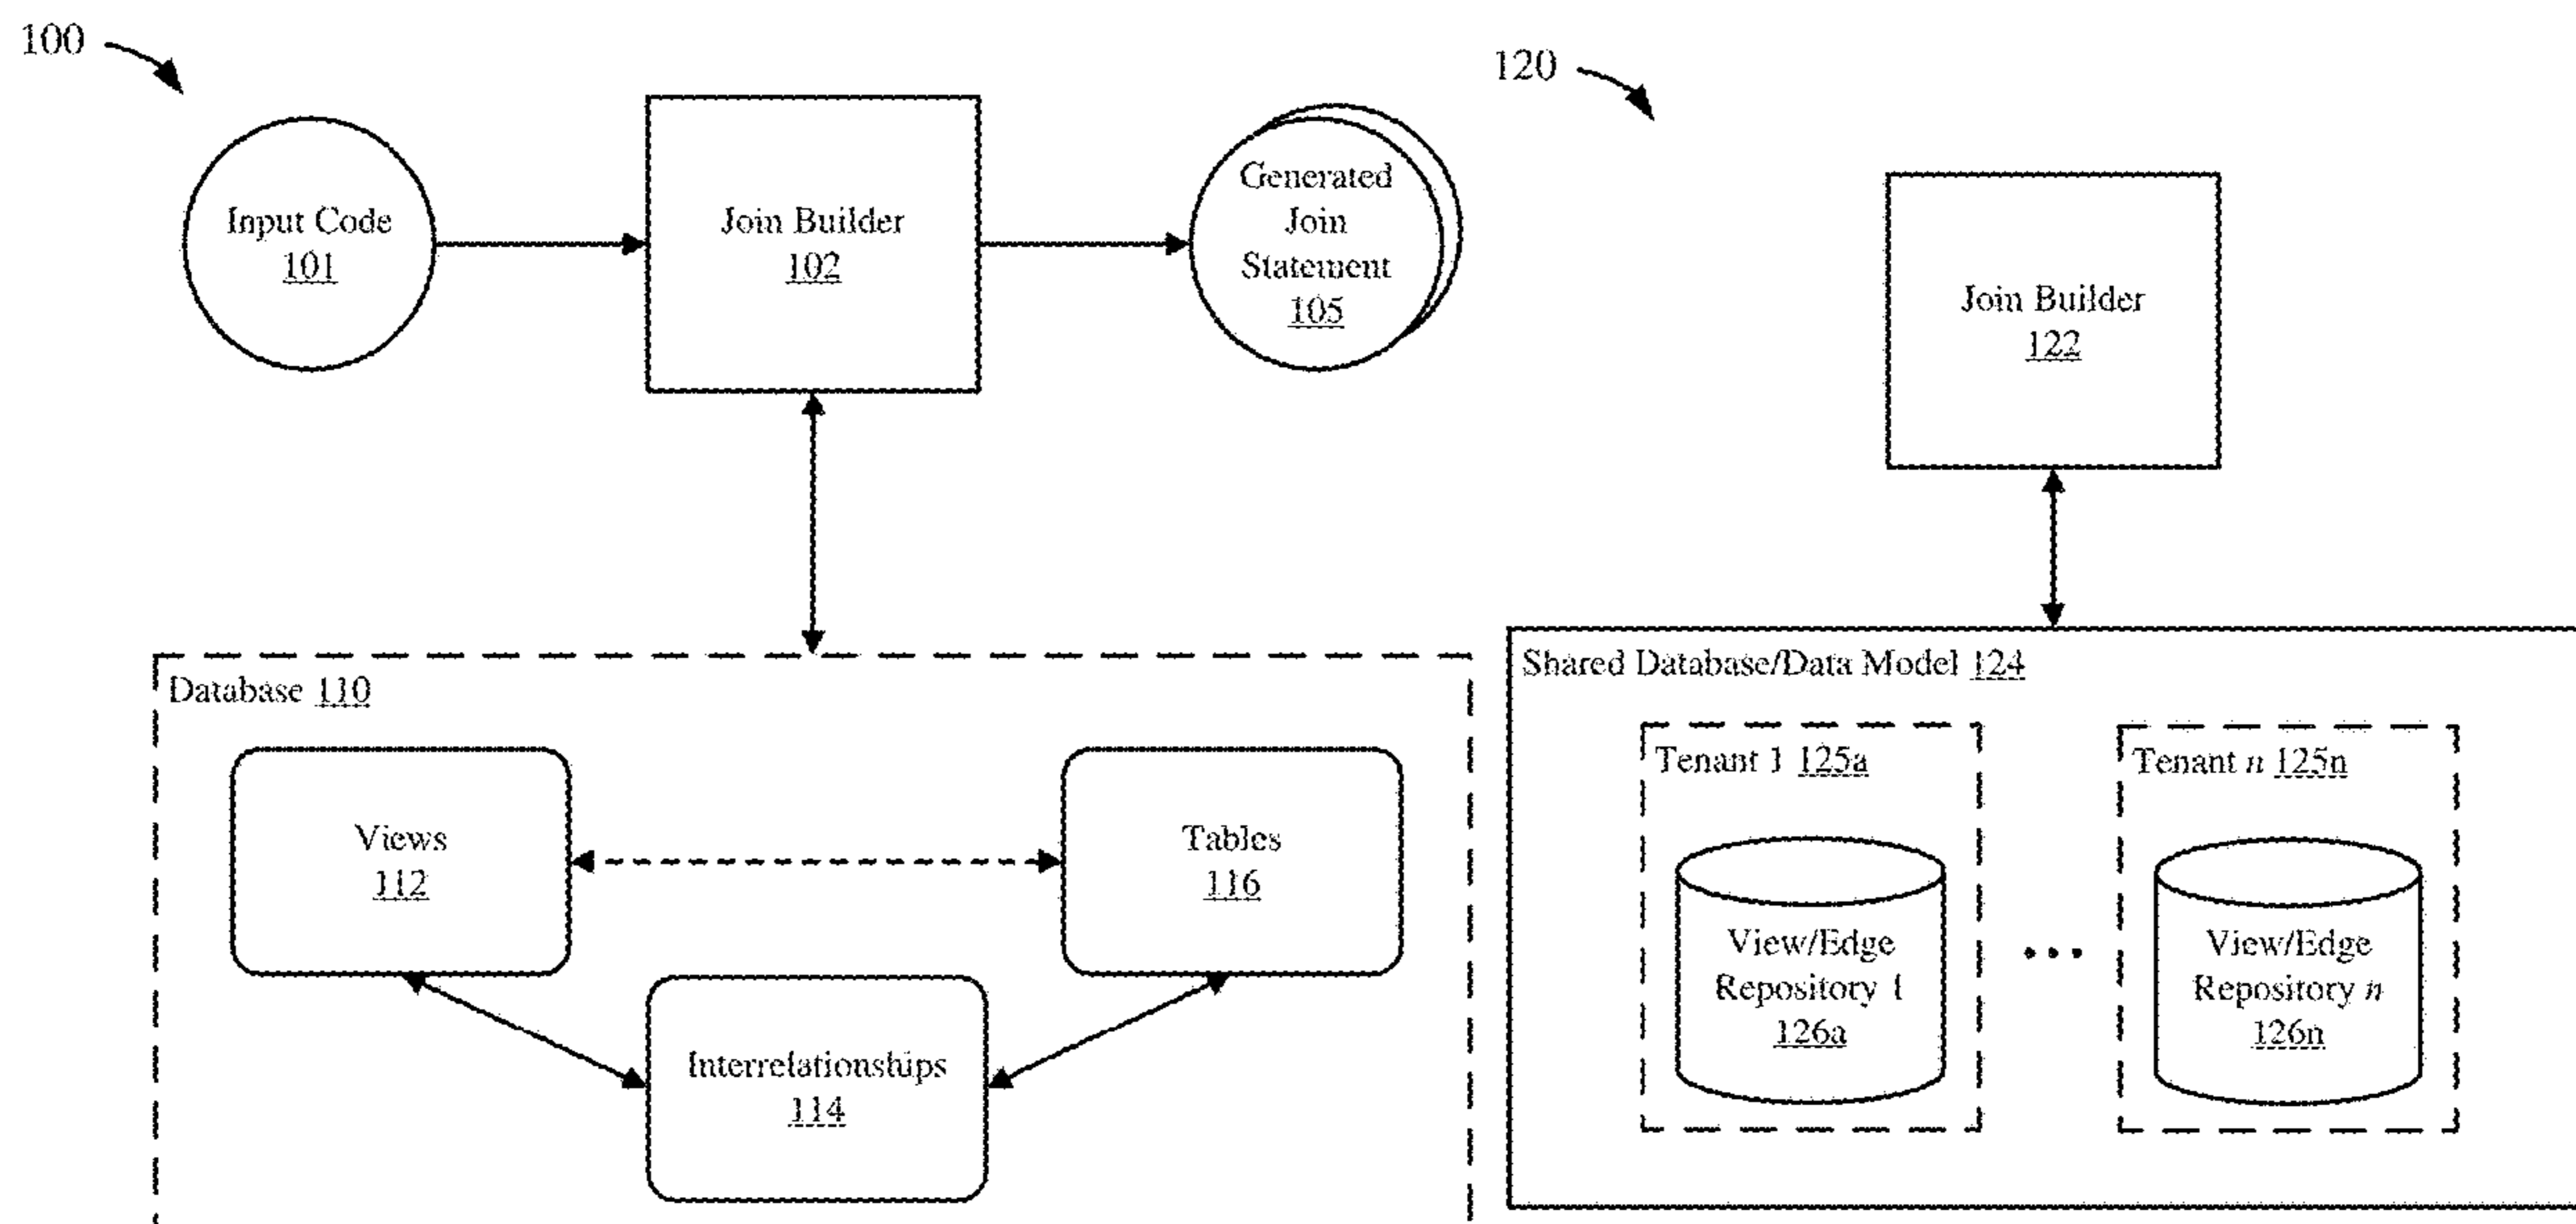 100
Input Code
101
Join Builder
102
Generated
Join
Statement
105
Database 110
Views
112
Tables
116
Interrelationships
114
120
Join Builder
122
Shared Database/Data Model 124
Tenant 1 125a
View/Edge
Repository 1
126a
...
Tenant n 125n
View/Edge
Repository n
126n